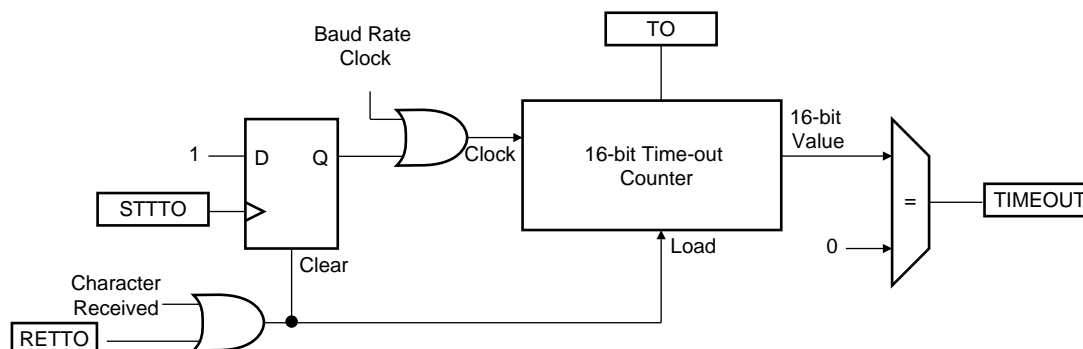 TO
Baud Rate
Clock
16-bit
Value
1
D
Q
Clock
16-bit Time-out
Counter
STTTO
=
TIMEOUT
Clear
Load
0
Character
Received
RETTO